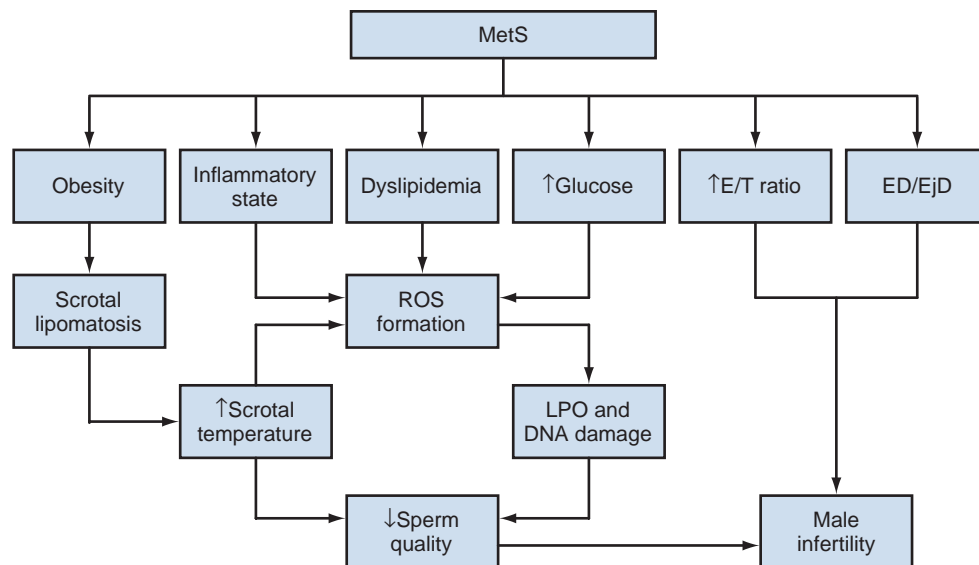 MetS
Obesity
Inflammatory
state
Dyslipidemia
↑Glucose
↑E/T ratio
ED/EjD
Scrotal
lipomatosis
ROS
formation
↑Scrotal
temperature
LPO and
DNA damage
↓Sperm
quality
Male
infertility